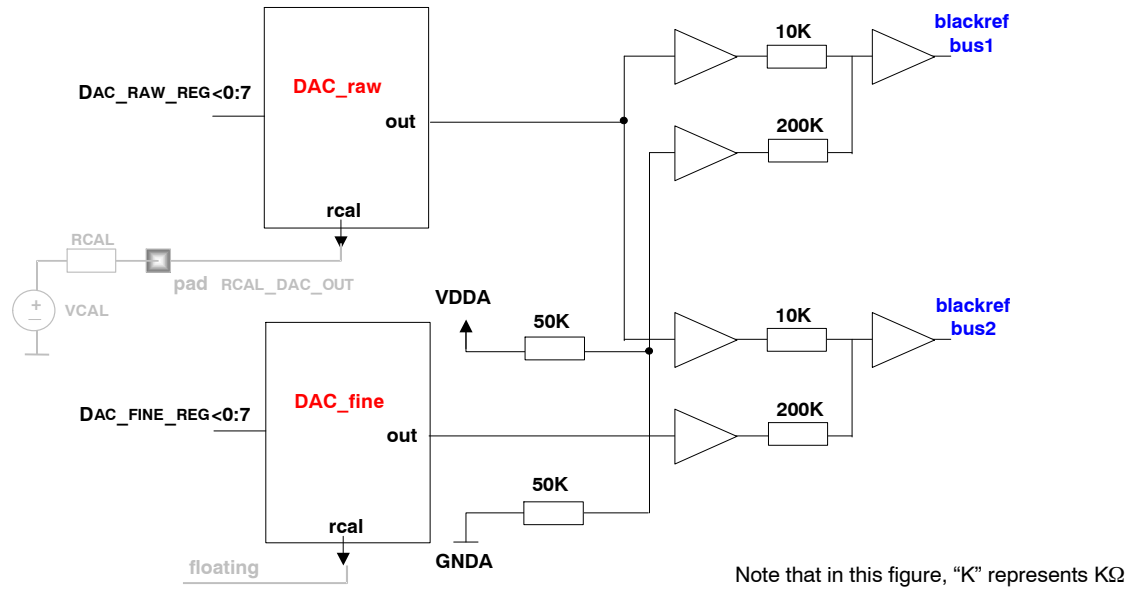 blackref
bus1
10K
DAC_RAW_REG<0:7
DAC_raw
out
200K
rcal
RCAL
pad RCAL_DAC_OUT
VCAL
VDDA
50K
blackref
bus2
10K
DAC_FINE_REG<0:7
DAC_fine
out
200K
50K
rcal
GNDA
floating
Note that in this figure, “K” represents KΩ